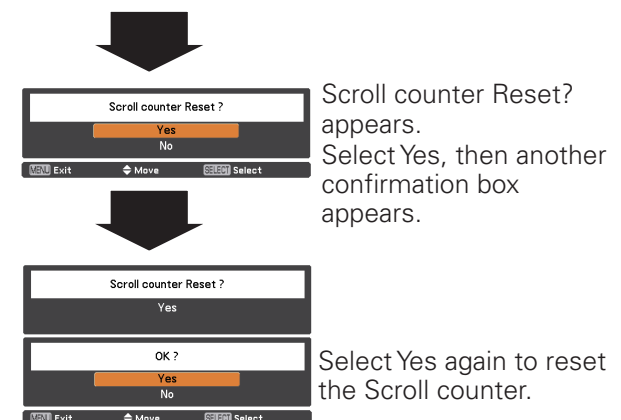 Scroll counter Reset ?
Yes
No
MENU Exit Move SELECT Select
Scroll counter Reset?
appears.
Select Yes, then another
confirmation box
appears.
Scroll counter Reset ?
Yes
OK ?
Yes
No
MENU Exit Move SELECT Select
Select Yes again to reset
the Scroll counter.